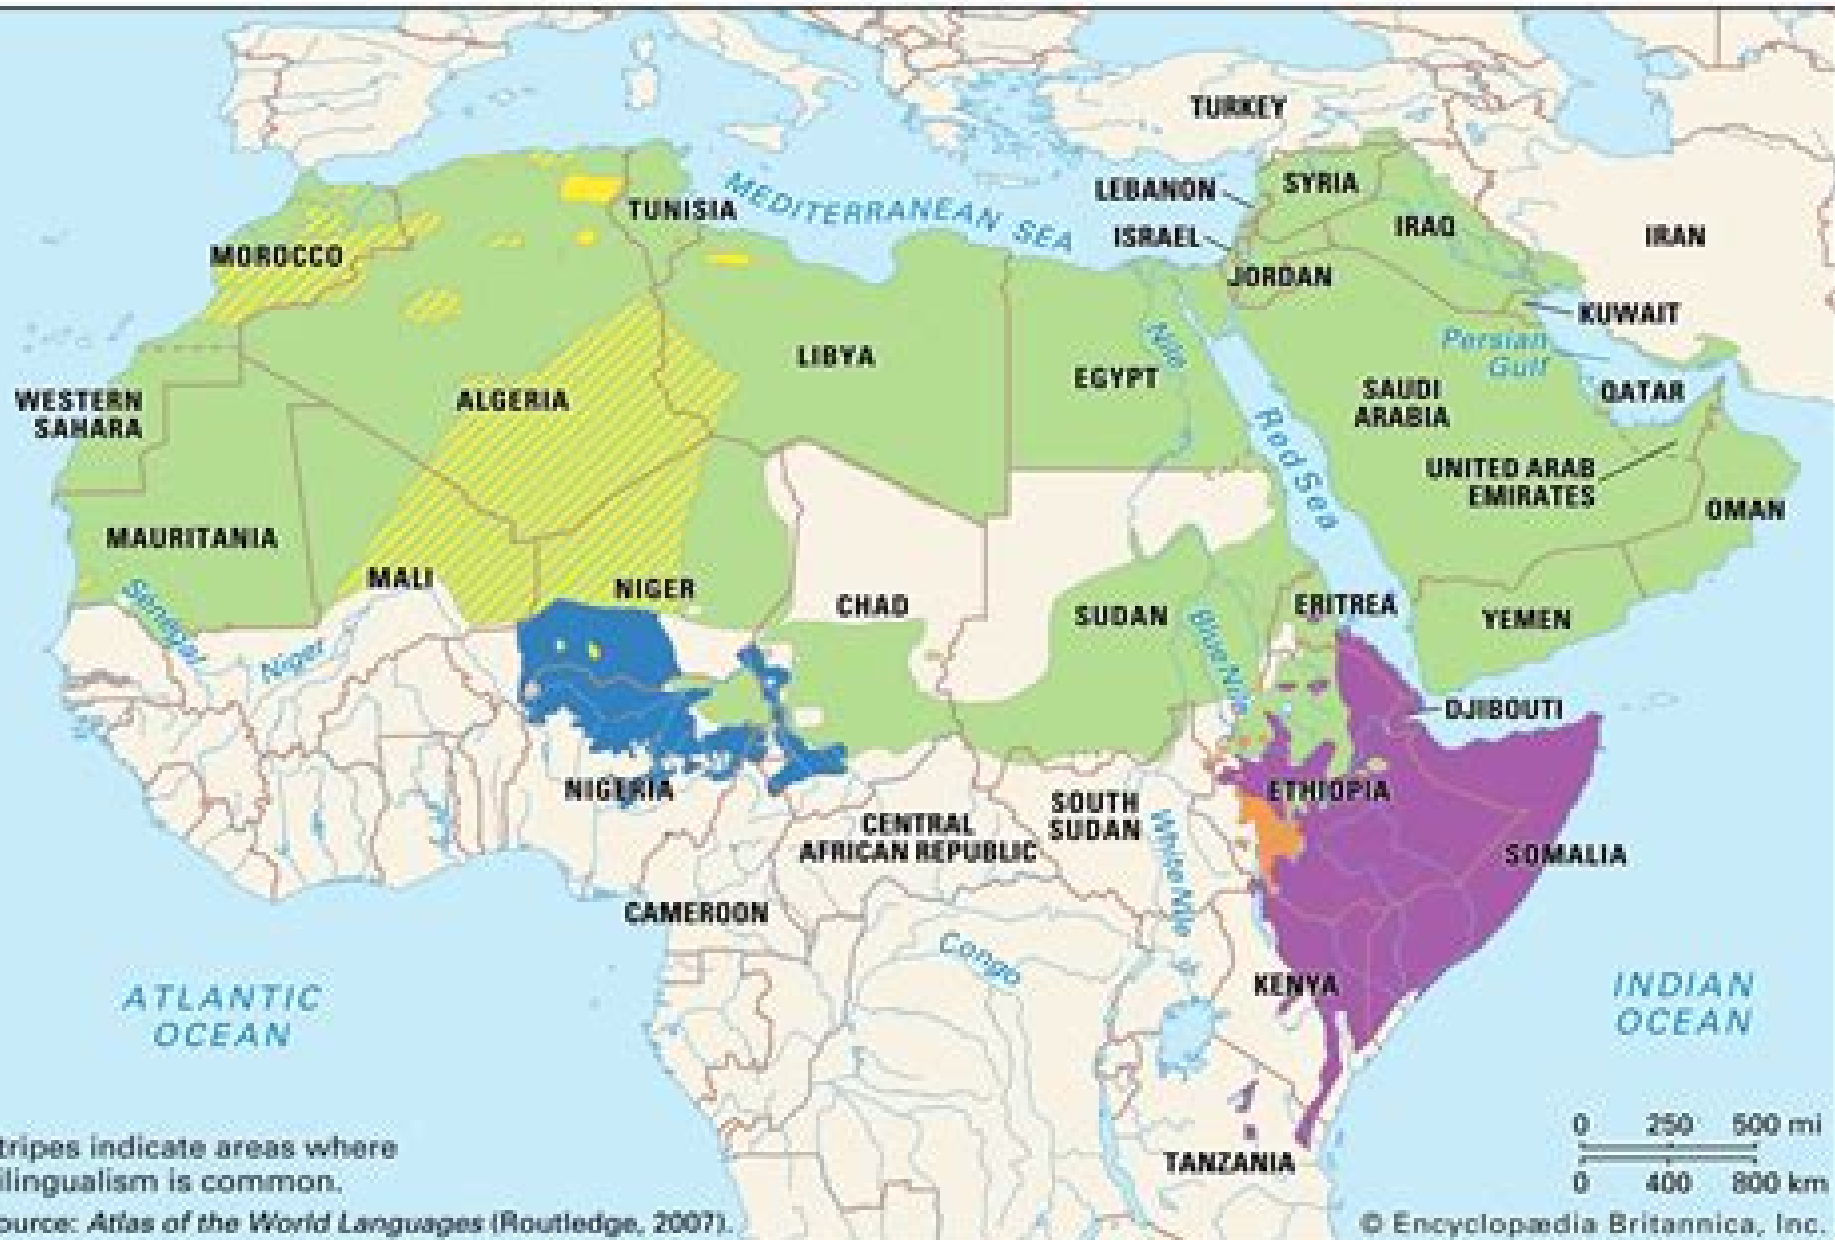 TURKEY
LEBANON
SYRIA
MEDITERRANEAN SEA
TUNISIA
ISRAEL
IRAQ
IRAN
MOROCCO
JORDAN
KUWAIT
Nile
Persian
Gulf
LIBYA
EGYPT
SAUDI
ARABIA
QATAR
WESTERN
SAHARA
ALGERIA
Red Sea
UNITED ARAB
EMIRATES
OMAN
MAURITANIA
MALI
NIGER
CHAD
SUDAN
ERITREA
YEMEN
Senegal
Niger
Blue Nile
DJIBOUTI
NIGERIA
ETHIOPIA
SOUTH
SUDAN
CENTRAL
AFRICAN REPUBLIC
White Nile
SOMALIA
CAMEROON
Congo
KENYA
ATLANTIC
OCEAN
INDIAN
OCEAN
TANZANIA
0 250 500 mi
0 400 800 km
tripes indicate areas where
ilingualism is common.
ource: Atlas of the World Languages (Routledge, 2007).
© Encyclopædia Britannica, Inc.